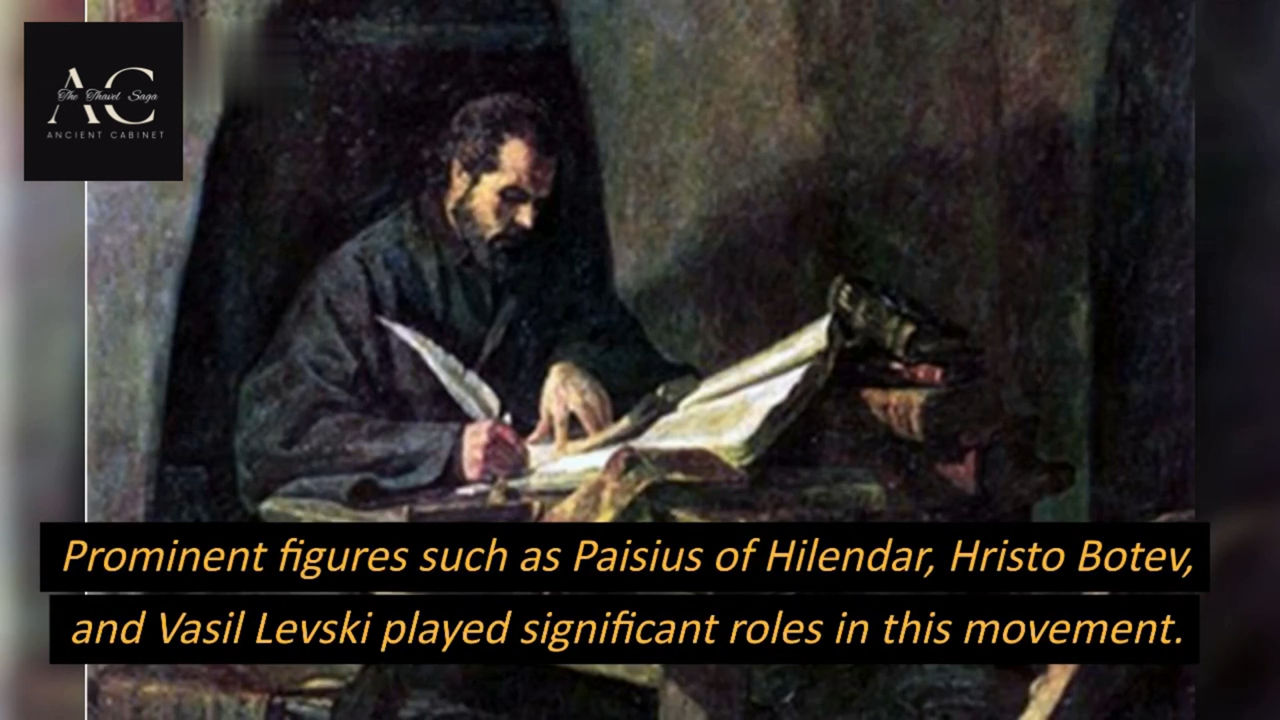 AC
The Thavel Saga
ANCIENT CABINET
Prominent figures such as Paisius of Hilendar, Hristo Botev,
and Vasil Levski played significant roles in this movement.